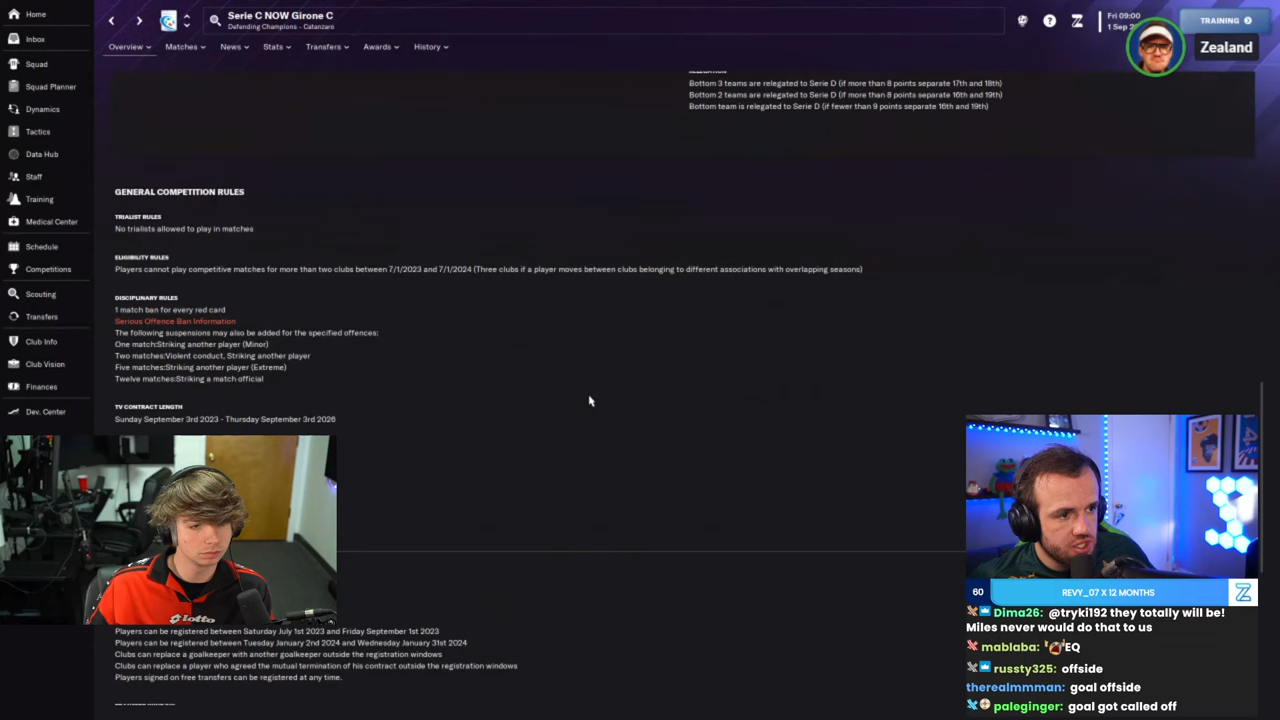 Home
Inbox
Squad
Squad Planner
Dynamics
Tactics
Data Hub
Staff
Training
Medical Center
Schedule
Competitions
Scouting
Transfers
Club Info
Club Vision
Finances
Dev. Center
Serie C NOW Girone C
Defending Champions - Catanzaro
Fri 09:00
1 Sep
TRAINING
Zealand
Overview
Matches
News
Stats
Transfers
Awards
History
Bottom 3 teams are relegated to Serie D (if more than 8 points separate 17th and 18th)
Bottom 2 teams are relegated to Serie D (if more than 8 points separate 16th and 19th)
Bottom team is relegated to Serie D (if fewer than 9 points separate 16th and 19th)
GENERAL COMPETITION RULES
TRIALIST RULES
No trialists allowed to play in matches
ELIGIBILITY RULES
Players cannot play competitive matches for more than two clubs between 7/1/2023 and 7/1/2024 (Three clubs if a player moves between clubs belonging to different associations with overlapping seasons)
DISCIPLINARY RULES
1 match ban for every red card
Serious Offence Ban Information
The following suspensions may also be added for the specified offences:
One match:Striking another player (Minor)
Two matches:Violent conduct, Striking another player
Five matches:Striking another player (Extreme)
Twelve matches:Striking a match official
TV CONTRACT LENGTH
Sunday September 3rd 2023 - Thursday September 3rd 2026
lotto
Players can be registered between Saturday July 1st 2023 and Friday September 1st 2023
Players can be registered between Tuesday January 2nd 2024 and Wednesday January 31st 2024
Clubs can replace a goalkeeper with another goalkeeper outside the registration windows
Clubs can replace a player who agreed the mutual termination of his contract outside the registration windows
Players signed on free transfers can be registered at any time.
60 REVY_07 X 12 MONTHS
Dima26: @tryki192 they totally will be!
Miles never would do that to us
mablaba: EQ
russty325: offside
therealmmman: goal offside
paleginger: goal got called off